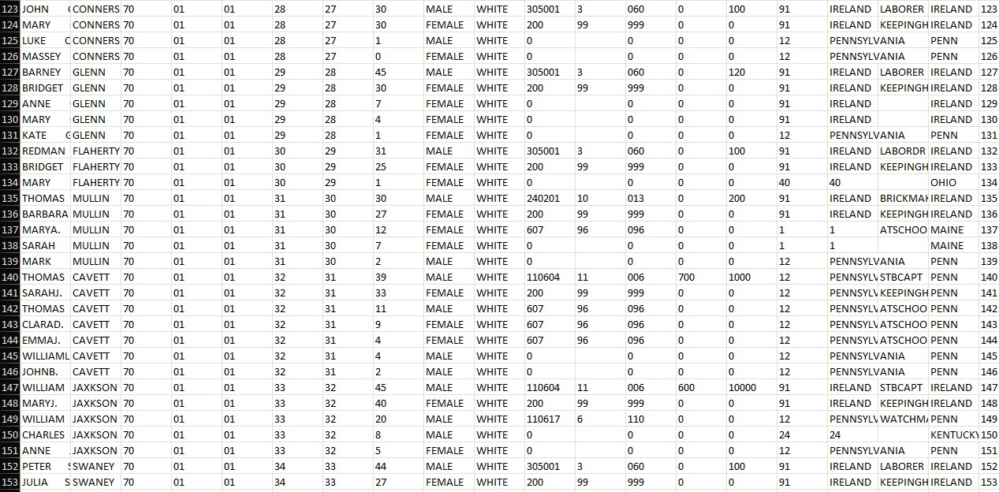 123 JOHN C CONNERS 70 01 01 28 27 30 MALE WHITE 305001 3 060 0 100 91 IRELAND LABORER IRELAND 123
124 MARY CONNERS 70 01 01 28 27 30 FEMALE WHITE 200 99 999 0 0 91 IRELAND KEEPINGH IRELAND 124
125 LUKE C CONNERS 70 01 01 28 27 1 MALE WHITE 0 0 0 0 12 PENNSYLVANIA PENN 125
126 MASSEY CONNERS 70 01 01 28 27 0 FEMALE WHITE 0 0 0 0 12 PENNSYLVANIA PENN 126
127 BARNEY GLENN 70 01 01 29 28 45 MALE WHITE 305001 3 060 0 120 91 IRELAND LABORER IRELAND 127
128 BRIDGET GLENN 70 01 01 29 28 30 FEMALE WHITE 200 99 999 0 0 91 IRELAND KEEPINGH IRELAND 128
129 ANNE GLENN 70 01 01 29 28 7 FEMALE WHITE 0 0 0 0 91 IRELAND IRELAND 129
130 MARY GLENN 70 01 01 29 28 4 FEMALE WHITE 0 0 0 0 91 IRELAND IRELAND 130
131 KATE G GLENN 70 01 01 29 28 1 FEMALE WHITE 0 0 0 0 12 PENNSYLVANIA PENN 131
132 REDMAN FLAHERTY 70 01 01 30 29 31 MALE WHITE 305001 3 060 0 100 91 IRELAND LABORDR IRELAND 132
133 BRIDGET FLAHERTY 70 01 01 30 29 25 FEMALE WHITE 200 99 999 0 0 91 IRELAND KEEPINGH IRELAND 133
134 MARY FLAHERTY 70 01 01 30 29 1 FEMALE WHITE 0 0 0 0 40 40 OHIO 134
135 THOMAS MULLIN 70 01 01 31 30 30 MALE WHITE 240201 10 013 0 200 91 IRELAND BRICKMAK IRELAND 135
136 BARBARA MULLIN 70 01 01 31 30 27 FEMALE WHITE 200 99 999 0 0 91 IRELAND KEEPINGH IRELAND 136
137 MARYA. MULLIN 70 01 01 31 30 12 FEMALE WHITE 607 96 096 0 0 1 1 ATSCHOO MAINE 137
138 SARAH MULLIN 70 01 01 31 30 7 FEMALE WHITE 0 0 0 0 1 1 MAINE 138
139 MARK MULLIN 70 01 01 31 30 2 MALE WHITE 0 0 0 0 12 PENNSYLVANIA PENN 139
140 THOMAS CAVETT 70 01 01 32 31 39 MALE WHITE 110604 11 006 700 1000 12 PENNSYLV STBCAPT PENN 140
141 SARAHJ. CAVETT 70 01 01 32 31 33 FEMALE WHITE 200 99 999 0 0 12 PENNSYLV KEEPINGH PENN 141
142 THOMAS CAVETT 70 01 01 32 31 11 MALE WHITE 607 96 096 0 0 12 PENNSYLV ATSCHOO PENN 142
143 CLARAD. CAVETT 70 01 01 32 31 9 FEMALE WHITE 607 96 096 0 0 12 PENNSYLV ATSCHOO PENN 143
144 EMMAJ. CAVETT 70 01 01 32 31 4 FEMALE WHITE 607 96 096 0 0 12 PENNSYLV ATSCHOO PENN 144
145 WILLIAML CAVETT 70 01 01 32 31 4 MALE WHITE 0 0 0 0 12 PENNSYLVANIA PENN 145
146 JOHNB. CAVETT 70 01 01 32 31 2 MALE WHITE 0 0 0 0 12 PENNSYLVANIA PENN 146
147 WILLIAM JAXKSON 70 01 01 33 32 45 MALE WHITE 110604 11 006 600 10000 91 IRELAND STBCAPT IRELAND 147
148 MARYJ. JAXKSON 70 01 01 33 32 40 FEMALE WHITE 200 99 999 0 0 91 IRELAND KEEPINGH IRELAND 148
149 WILLIAM JAXKSON 70 01 01 33 32 20 MALE WHITE 110617 6 110 0 0 12 PENNSYLV WATCHMA PENN 149
150 CHARLES JAXKSON 70 01 01 33 32 8 MALE WHITE 0 0 0 0 24 24 KENTUCKY 150
151 ANNE JAXKSON 70 01 01 33 32 5 FEMALE WHITE 0 0 0 0 12 PENNSYLVANIA PENN 151
152 PETER S SWANEY 70 01 01 34 33 44 MALE WHITE 305001 3 060 0 100 91 IRELAND LABORER IRELAND 152
153 JULIA S SWANEY 70 01 01 34 33 27 FEMALE WHITE 200 99 999 0 0 91 IRELAND KEEPINGH IRELAND 153